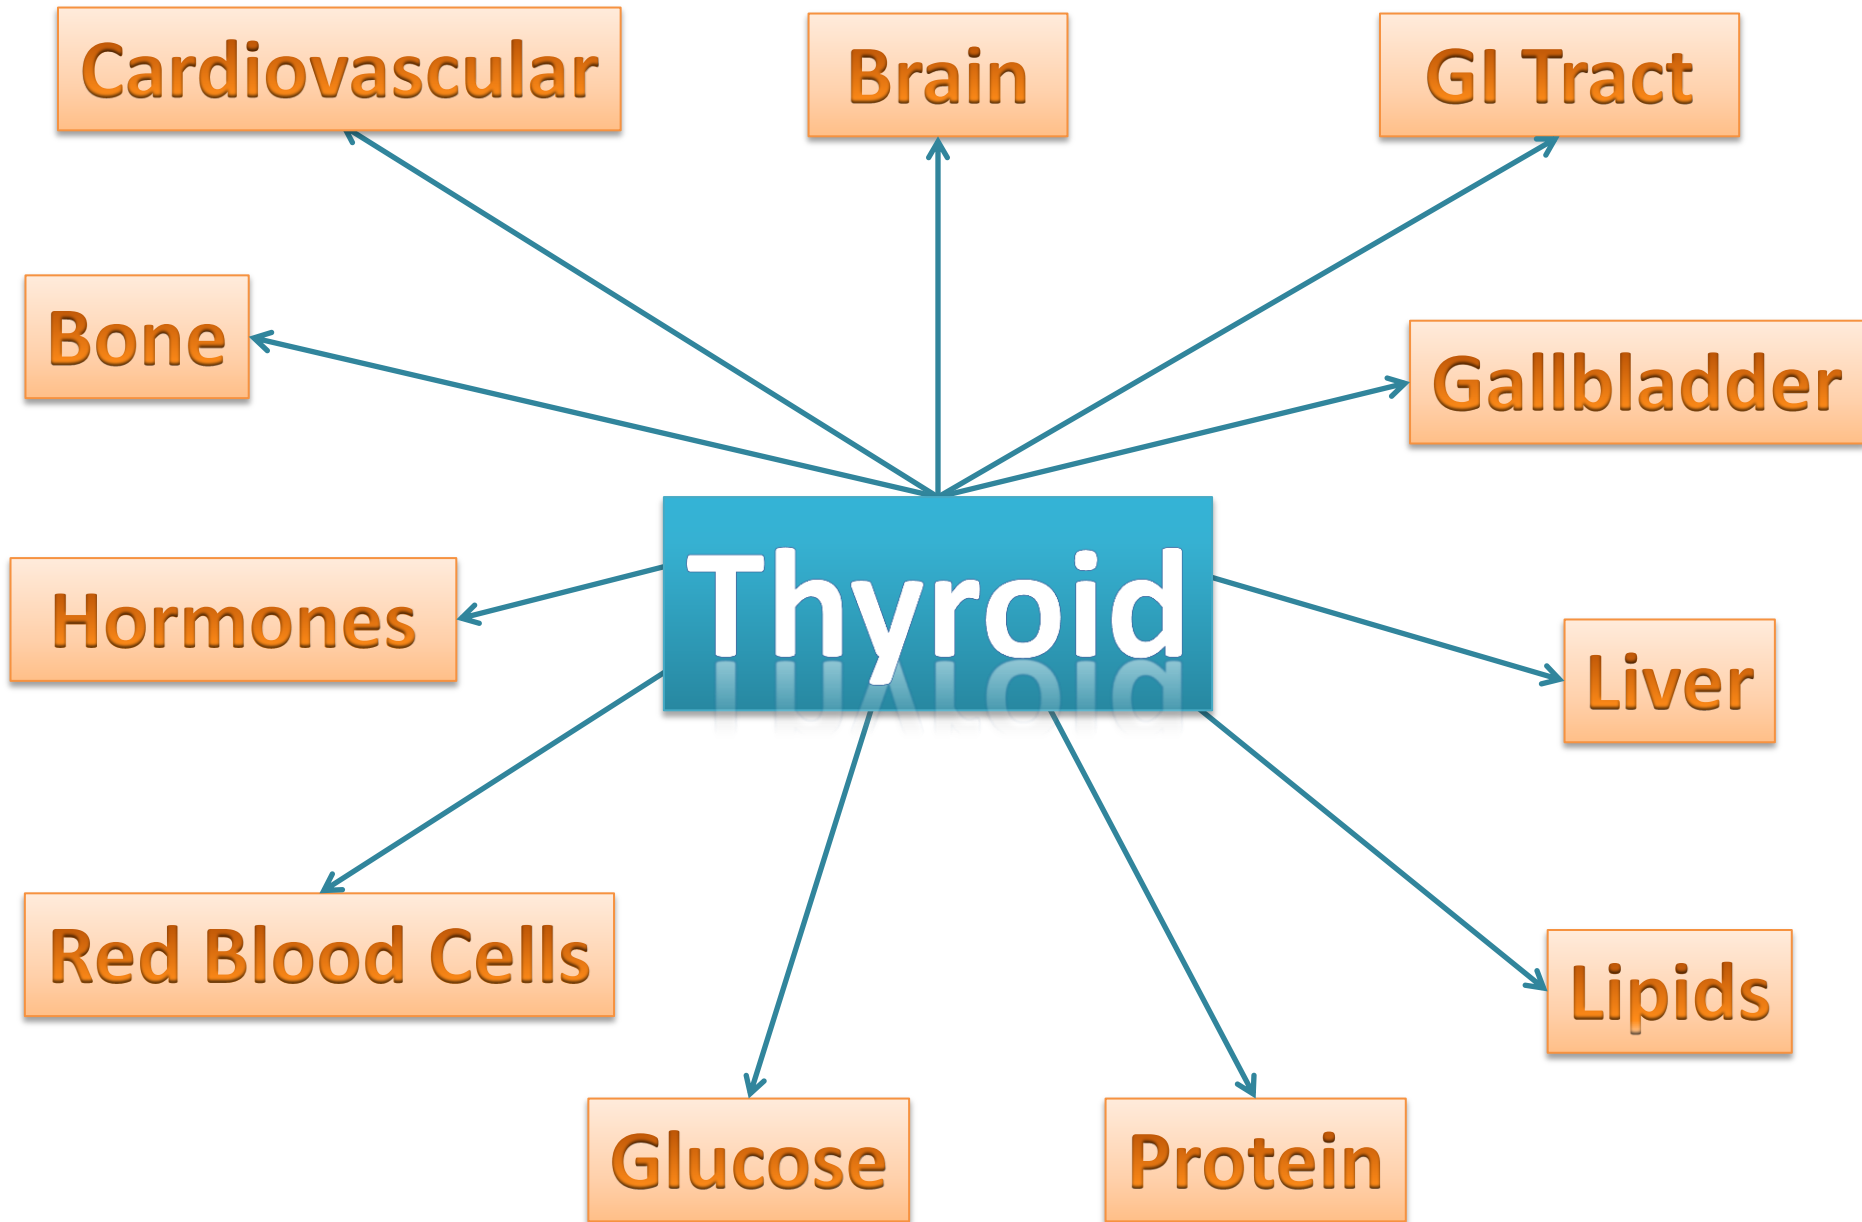 Cardiovascular
Brain
GI Tract
Bone
Gallbladder
Thyroid
Hormones
Liver
Red Blood Cells
Lipids
Glucose
Protein